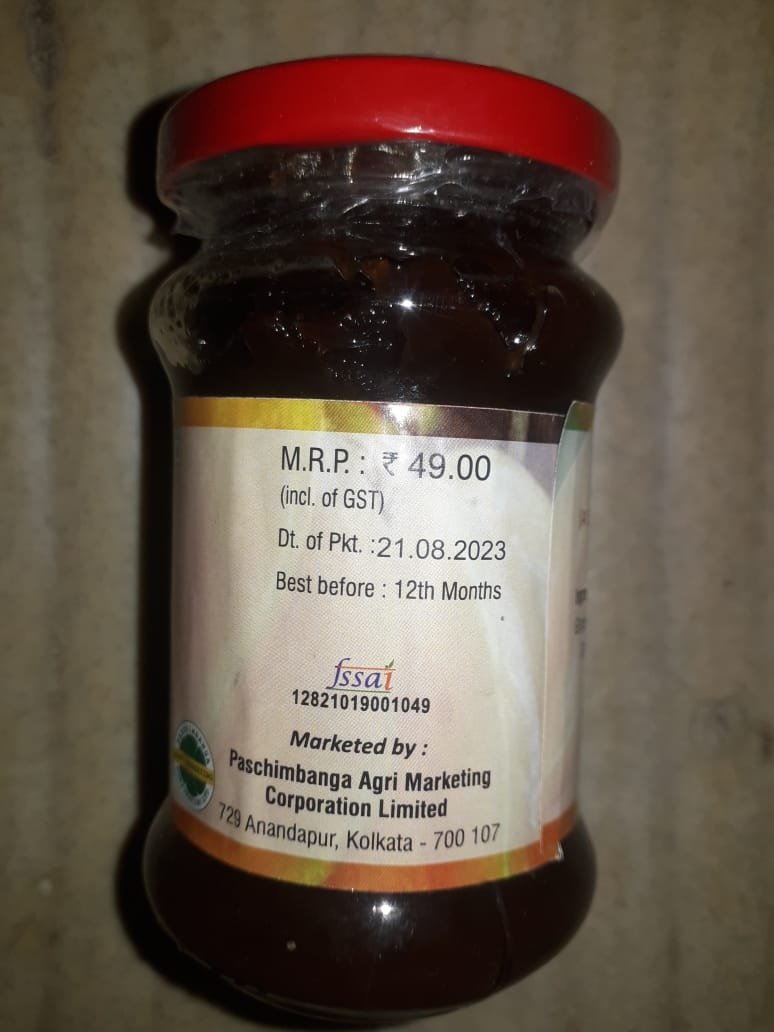 M.R.P. : ₹ 49.00
(incl. of GST)
Dt. of Pkt. :21.08.2023
Best before : 12th Months
fssai
12821019001049
Marketed by :
Paschimbanga Agri Marketing
Corporation Limited
729 Anandapur, Kolkata - 700 107